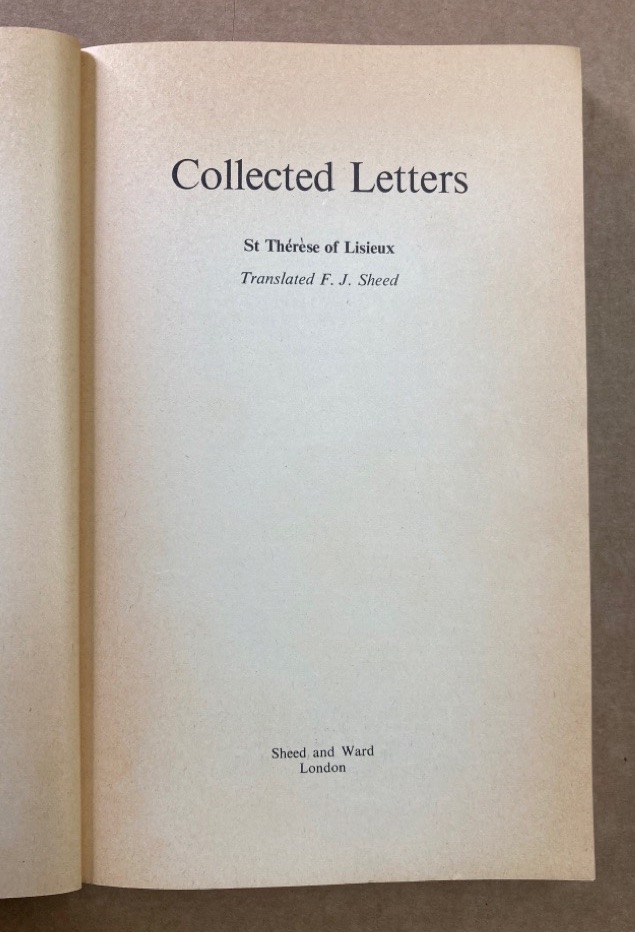 Collected Letters
St Thérèse of Lisieux
Translated F. J. Sheed
Sheed and Ward
London